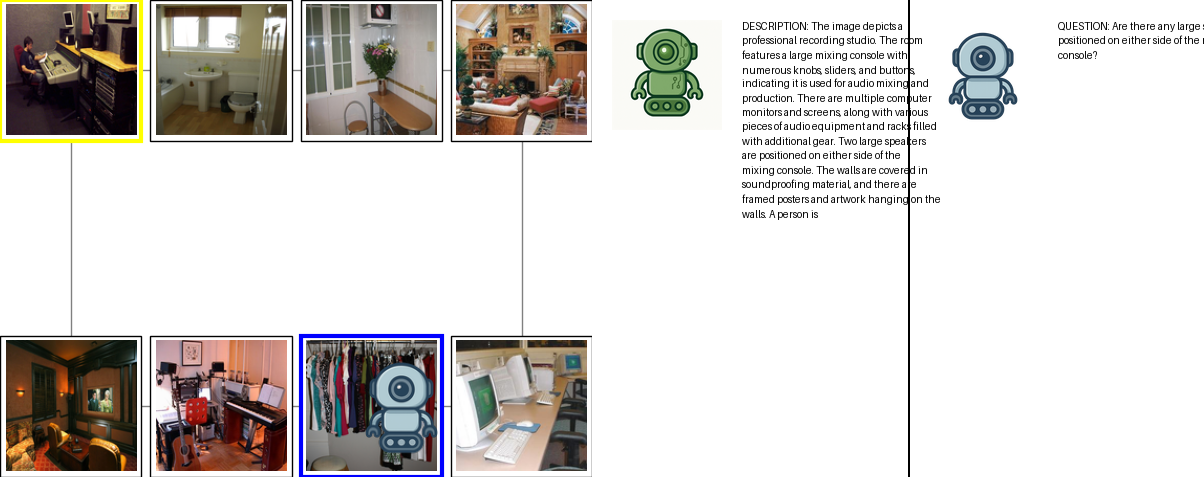 DESCRIPTION: The image depicts a
professional recording studio. The room
features a large mixing console with
numerous knobs, sliders, and buttons,
indicating it is used for audio mixing and
production. There are multiple computer
monitors and screens, along with various
pieces of audio equipment and racks filled
with additional gear. Two large speakers
are positioned on either side of the
mixing console. The walls are covered in
soundproofing material, and there are
framed posters and artwork hanging on the
walls. A person is
QUESTION: Are there any large
positioned on either side of the
console?